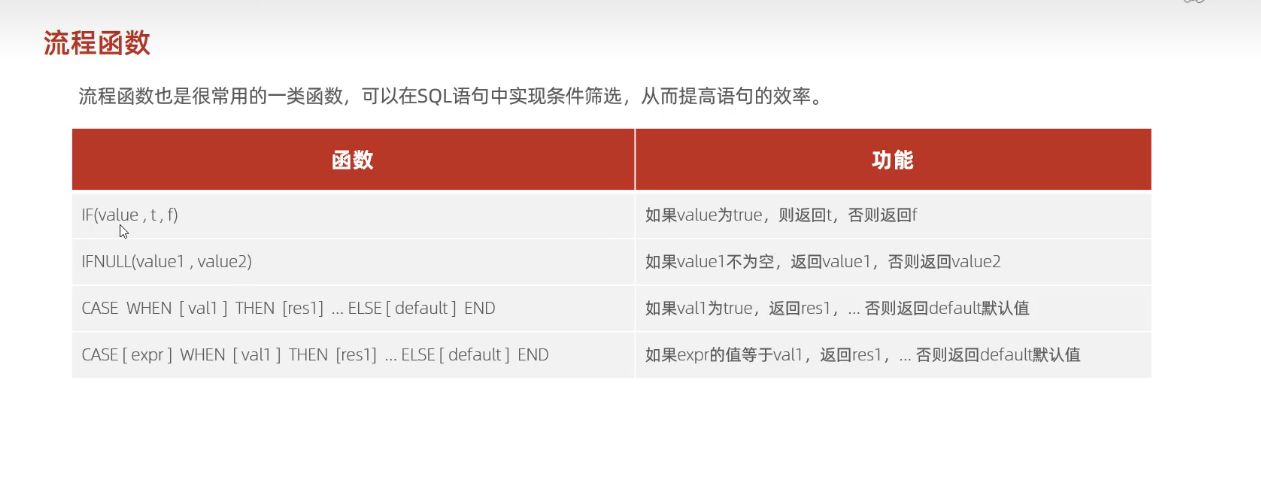 流程函数
流程函数也是很常用的一类函数，可以在SQL语句中实现条件筛选，从而提高语句的效率。
函数 功能
IF(value , t , f) 如果value为true，则返回t，否则返回f
IFNULL(value1 , value2) 如果value1不为空，返回value1，否则返回value2
CASE WHEN [ val1 ] THEN [res1] ... ELSE [ default ] END 如果val1为true，返回res1，... 否则返回default默认值
CASE [ expr ] WHEN [ val1 ] THEN [res1] ... ELSE [ default ] END 如果expr的值等于val1，返回res1，... 否则返回default默认值